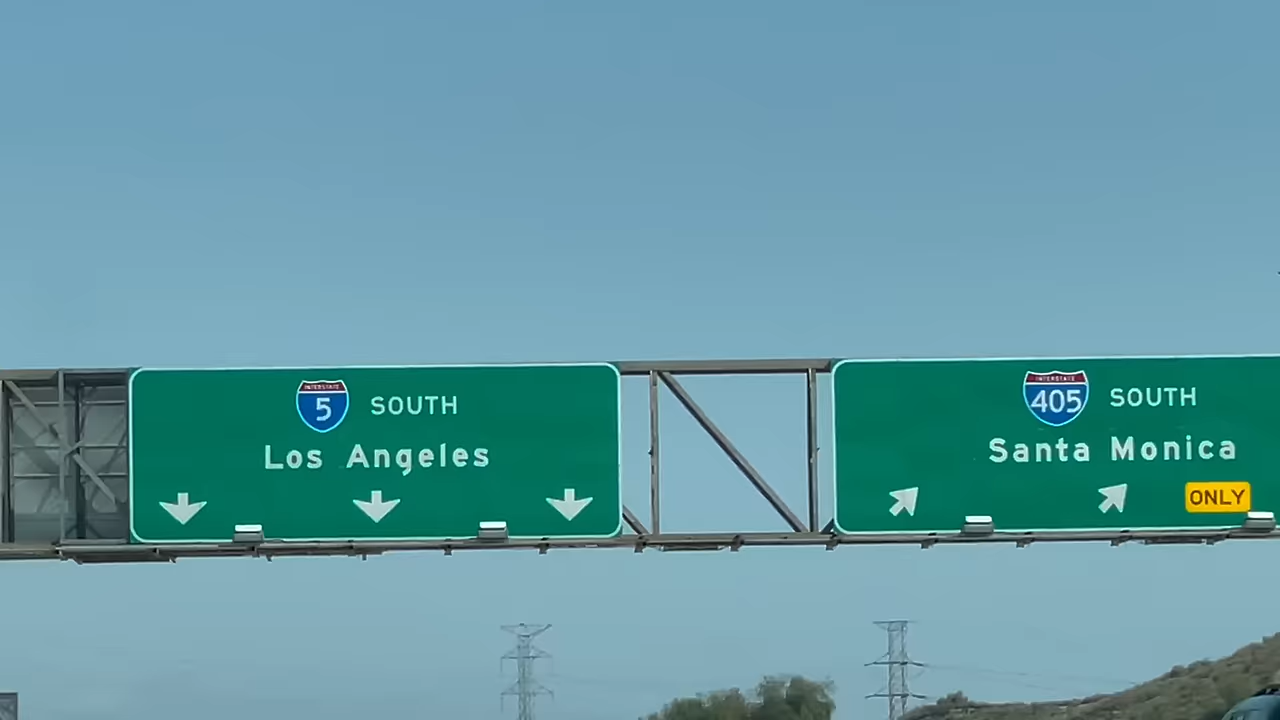 INTERSTATE
5 SOUTH
Los Angeles
INTERSTATE
405 SOUTH
Santa Monica
ONLY